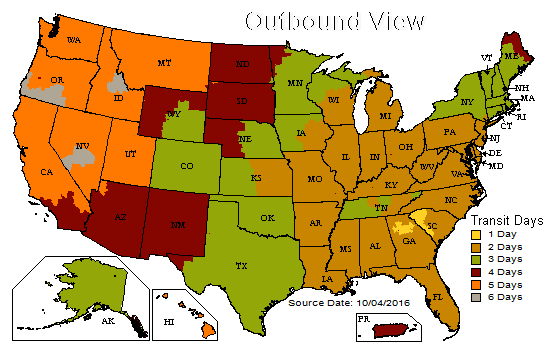 Outbound View
WA
MT
ND
MN
ME
VT
OR
ID
SD
WI
NH
MA
WY
MI
NY
RI
CT
NE
IA
PA
NJ
NV
UT
CO
IL
IN
OH
DE
CA
KS
MO
WV
VA
MD
KY
NC
AZ
NM
OK
TN
AR
SC
MS
AL
GA
TX
LA
FL
AK
HI
PR
Transit Days
1 Day
2 Days
3 Days
4 Days
5 Days
6 Days
Source Date: 10/04/2016